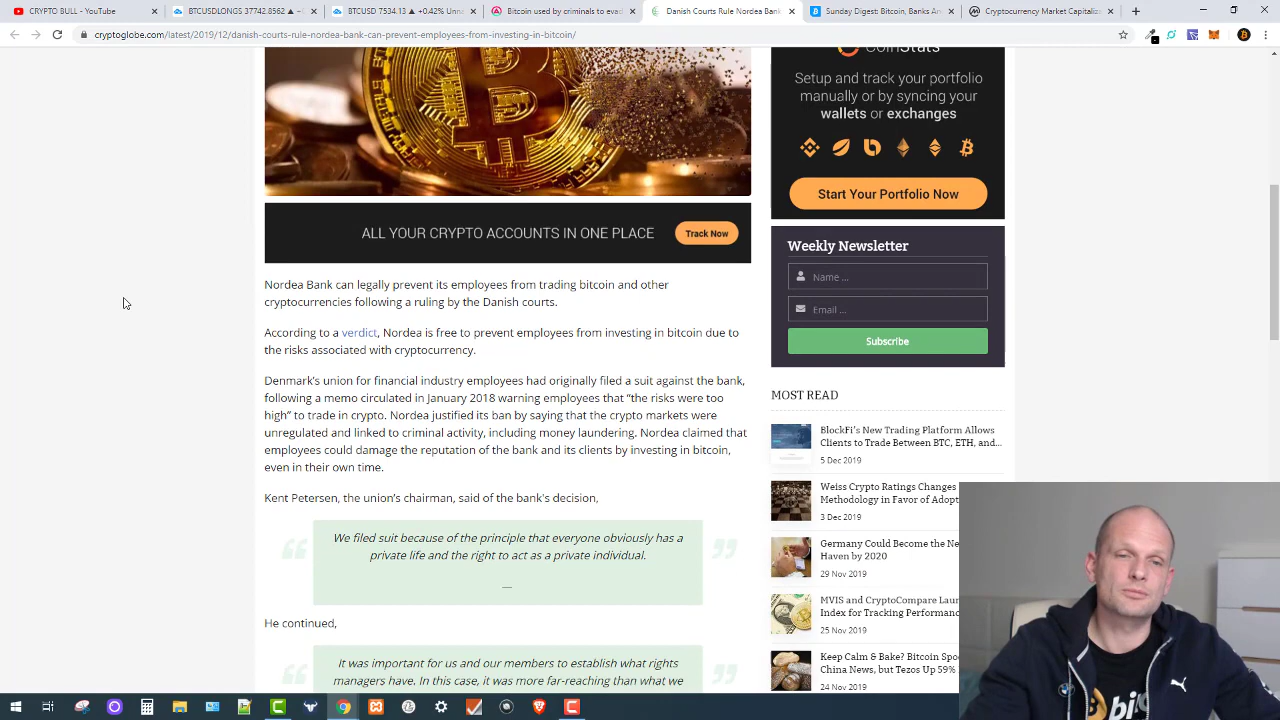 CRYPTO BULL - YouTube
BTCUSDLONGS 37742.8562 ▲ −
BTCUSD 7534.13 ▲ +0.42% Unna
Bitcoin used by criminals to evad
Danish Courts Rule: Nordea Bank
Sunday Digest: Bitcoin, Banks An
Cryptocurrency Market Capitaliza
cryptoglobe.com/latest/2019/12/danish-courts-rule-nordea-bank-can-prevent-employees-from-investing-in-bitcoin/
ALL YOUR CRYPTO ACCOUNTS IN ONE PLACE
Track Now
Nordea Bank can legally prevent its employees from trading bitcoin and other
cryptocurrencies following a ruling by the Danish courts.
According to a verdict, Nordea is free to prevent employees from investing in bitcoin due to
the risks associated with cryptocurrency.
Denmark's union for financial industry employees had originally filed a suit against the bank,
following a memo circulated in January 2018 warning employees that "the risks were too
high" to trade in crypto. Nordea justified its ban by saying that the crypto markets were
unregulated and linked to criminal activity, including money laundering. Nordea claimed that
employees could damage the reputation of the bank and its clients by investing in bitcoin,
even in their own time.
Kent Petersen, the union's chairman, said of the bank's decision,
We filed suit because of the principle that everyone obviously has a
private life and the right to act as a private individual.
—
He continued,
It was important for us and our members to establish what rights
managers have. In this case, it was more far-reaching than what we
CoinStats
Setup and track your portfolio
manually or by syncing your
wallets or exchanges
Start Your Portfolio Now
Weekly Newsletter
Name ...
Email ...
Subscribe
MOST READ
BlockFi's New Trading Platform Allows
Clients to Trade Between BTC, ETH, and...
5 Dec 2019
Weiss Crypto Ratings Changes
Methodology in Favor of Adopt
3 Dec 2019
Germany Could Become the Ne
Haven by 2020
29 Nov 2019
MVIS and CryptoCompare Laun
Index for Tracking Performanc
25 Nov 2019
Keep Calm & Bake? Bitcoin Spoo
China News, but Tezos Up 59%
24 Nov 2019